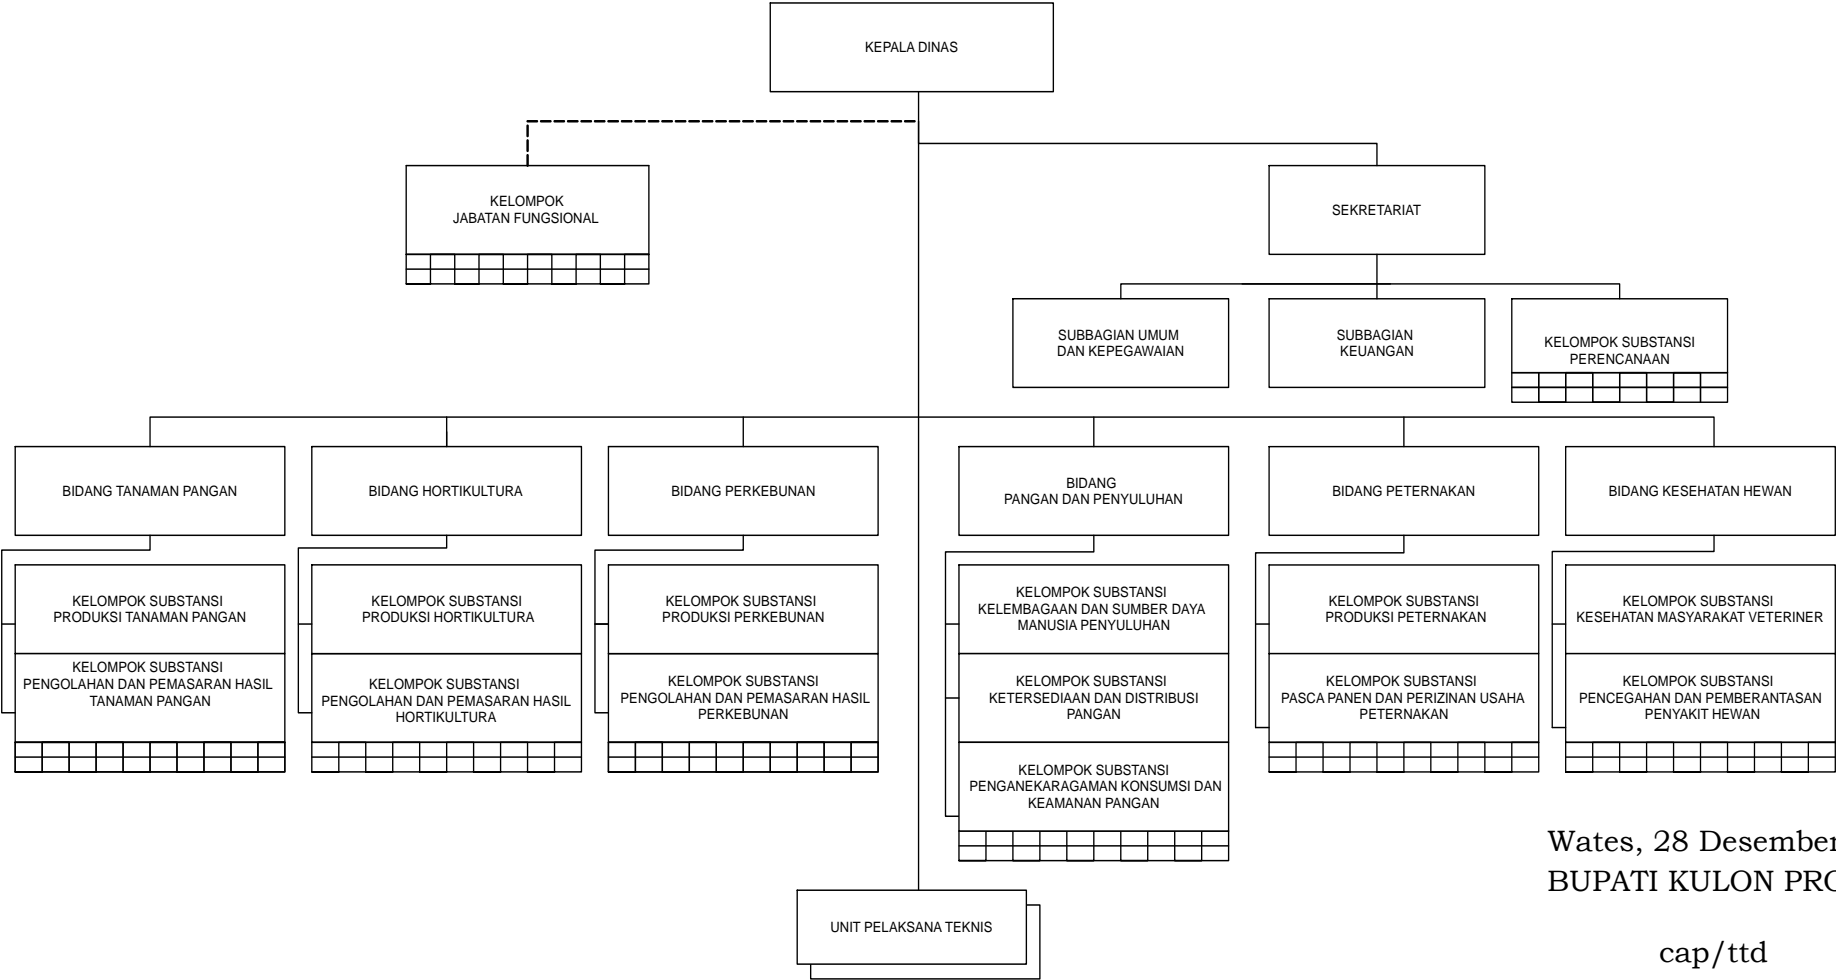 KEPALA DINAS
KELOMPOK
JABATAN FUNGSIONAL
SEKRETARIAT
SUBBAGIAN UMUM
DAN KEPEGAWAIAN
SUBBAGIAN
KEUANGAN
KELOMPOK SUBSTANSI
PERENCANAAN
BIDANG TANAMAN PANGAN
BIDANG HORTIKULTURA
BIDANG PERKEBUNAN
BIDANG
PANGAN DAN PENYULUHAN
BIDANG PETERNAKAN
BIDANG KESEHATAN HEWAN
KELOMPOK SUBSTANSI
PRODUKSI TANAMAN PANGAN
KELOMPOK SUBSTANSI
PENGOLAHAN DAN PEMASARAN HASIL
TANAMAN PANGAN
KELOMPOK SUBSTANSI
PRODUKSI HORTIKULTURA
KELOMPOK SUBSTANSI
PENGOLAHAN DAN PEMASARAN HASIL
HORTIKULTURA
KELOMPOK SUBSTANSI
PRODUKSI PERKEBUNAN
KELOMPOK SUBSTANSI
PENGOLAHAN DAN PEMASARAN HASIL
PERKEBUNAN
KELOMPOK SUBSTANSI
KELEMBAGAAN DAN SUMBER DAYA
MANUSIA PENYULUHAN
KELOMPOK SUBSTANSI
KETERSEDIAAN DAN DISTRIBUSI
PANGAN
KELOMPOK SUBSTANSI
PENGANEKARAGAMAN KONSUMSI DAN
KEAMANAN PANGAN
KELOMPOK SUBSTANSI
PRODUKSI PETERNAKAN
KELOMPOK SUBSTANSI
PASCA PANEN DAN PERIZINAN USAHA
PETERNAKAN
KELOMPOK SUBSTANSI
KESEHATAN MASYARAKAT VETERINER
KELOMPOK SUBSTANSI
PENCEGAHAN DAN PEMBERANTASAN
PENYAKIT HEWAN
UNIT PELAKSANA TEKNIS
Wates, 28 Desember
BUPATI KULON PRO
cap/ttd